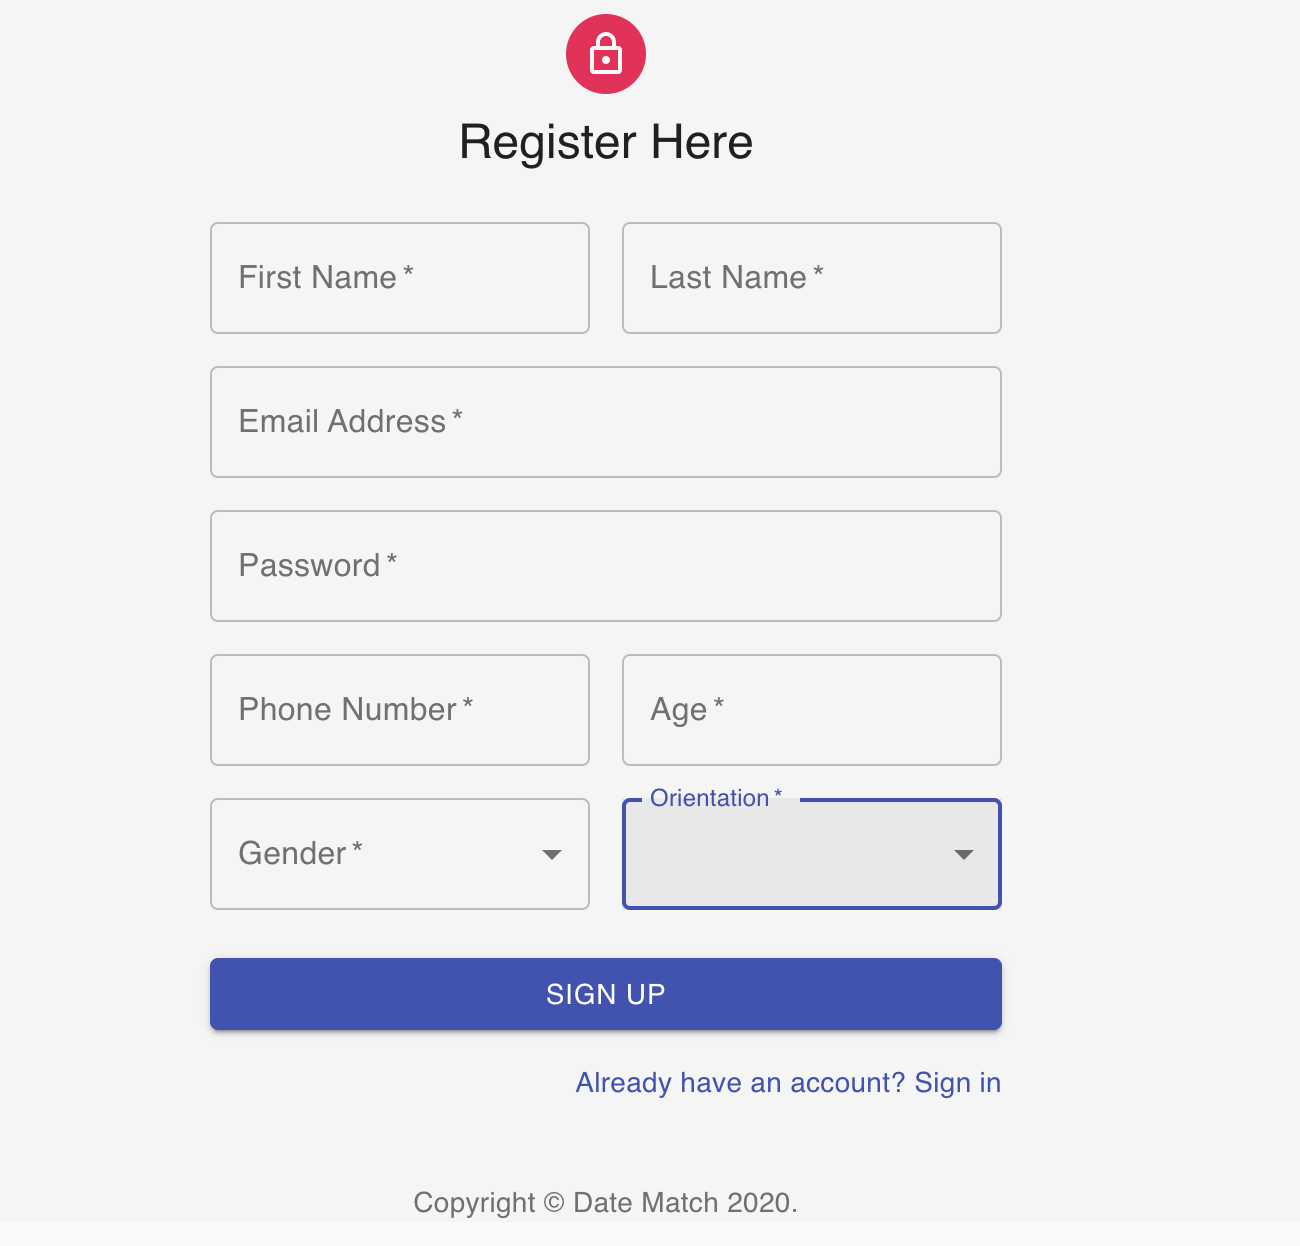 Register Here
First Name *
Last Name *
Email Address *
Password *
Phone Number *
Age *
Gender *
Orientation *
SIGN UP
Already have an account? Sign in
Copyright © Date Match 2020.